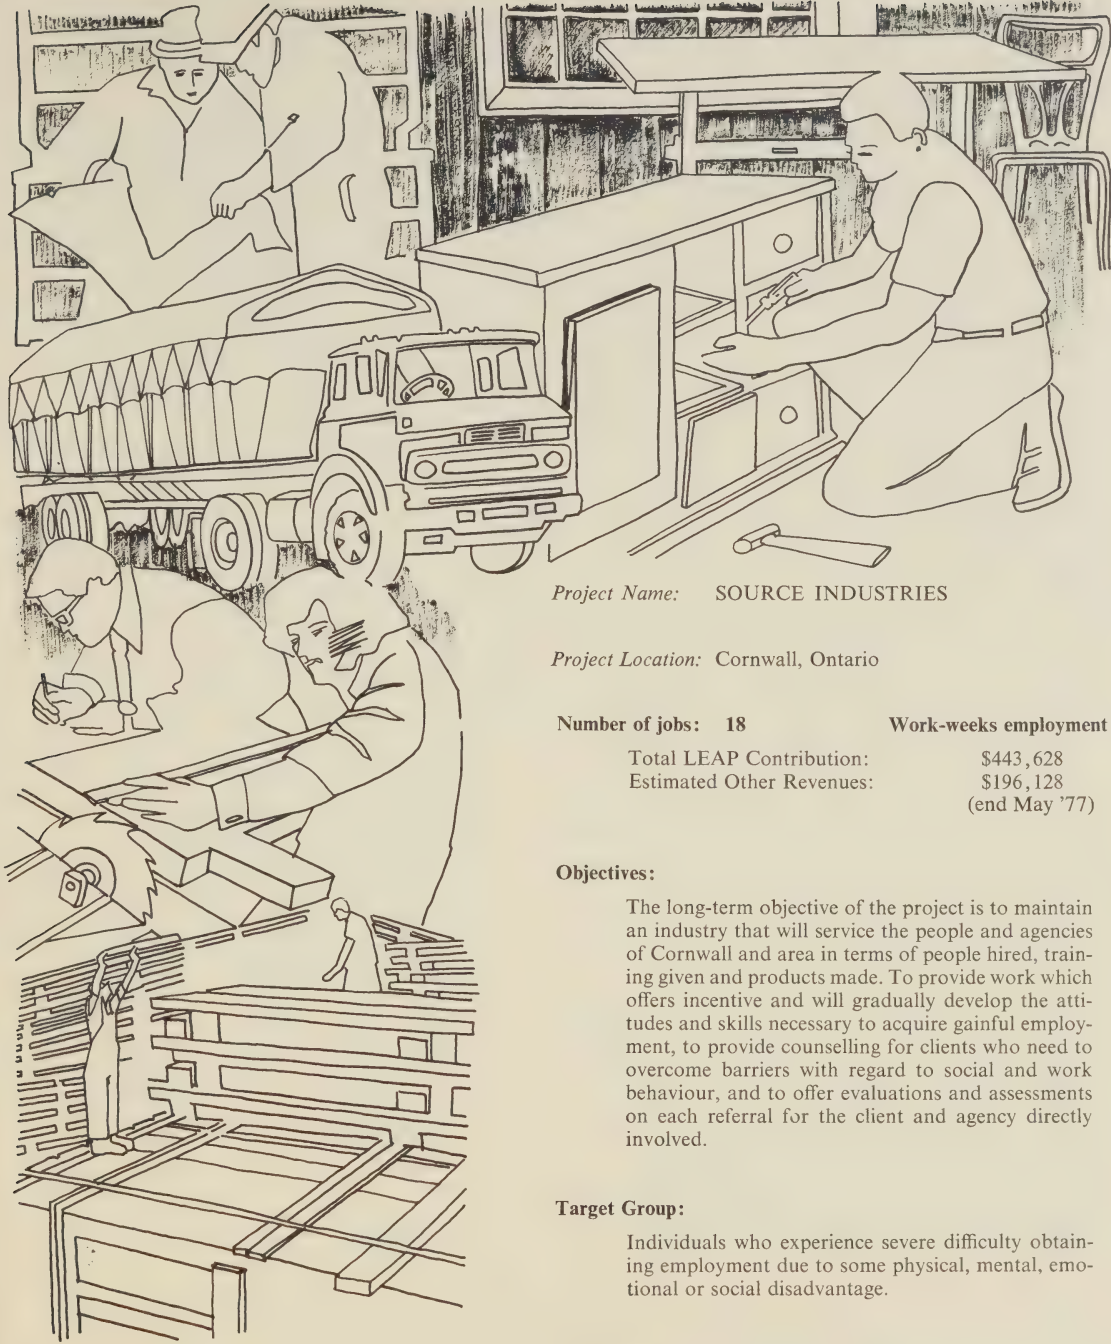 Project Name: SOURCE INDUSTRIES
Project Location: Cornwall, Ontario
Number of jobs: 18 Work-weeks employment
Total LEAP Contribution: $443,628
Estimated Other Revenues: $196,128
(end May '77)
Objectives:
The long-term objective of the project is to maintain
an industry that will service the people and agencies
of Cornwall and area in terms of people hired, train-
ing given and products made. To provide work which
offers incentive and will gradually develop the atti-
tudes and skills necessary to acquire gainful employ-
ment, to provide counselling for clients who need to
overcome barriers with regard to social and work
behaviour, and to offer evaluations and assessments
on each referral for the client and agency directly
involved.
Target Group:
Individuals who experience severe difficulty obtain-
ing employment due to some physical, mental, emo-
tional or social disadvantage.